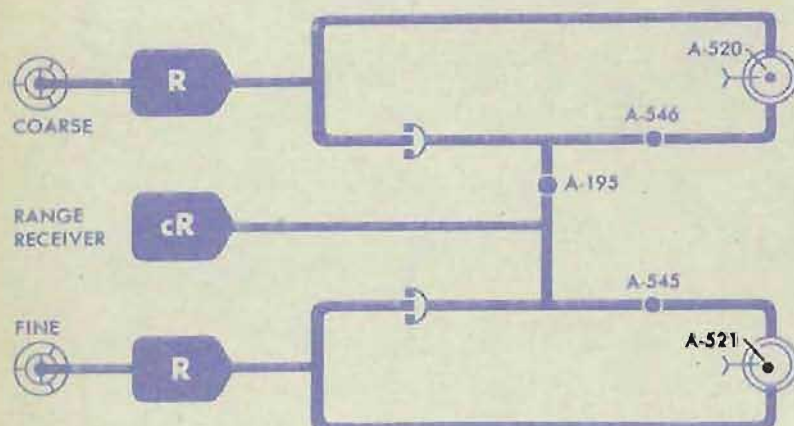 A-520
R
A-546
COARSE
A-195
RANGE
RECEIVER
cR
A-545
FINE
A-521
R